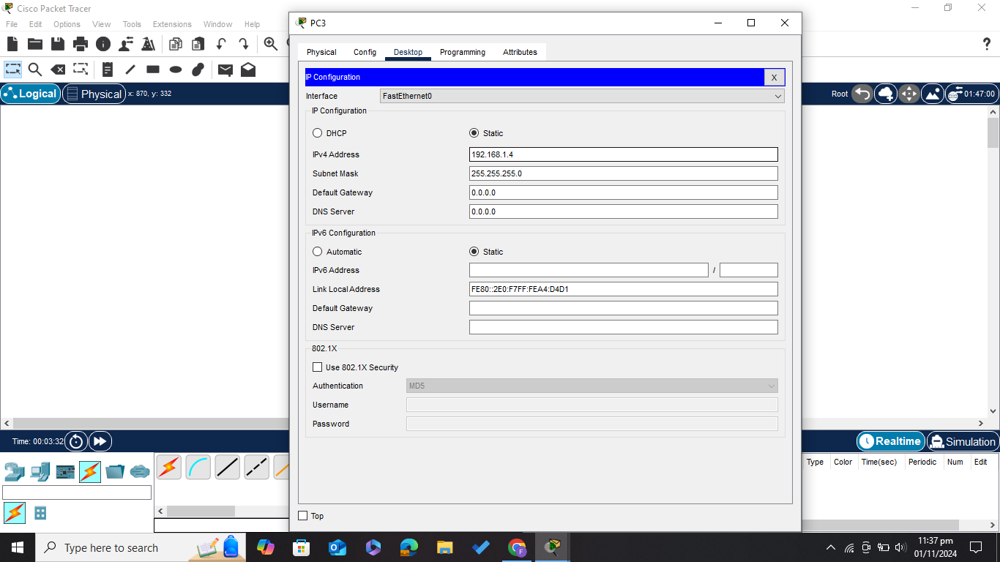 Cisco Packet Tracer
File Edit Options View Tools Extensions Window Help
Logical Physical x: 870, y: 332
Root 01:47:00
PC3
Physical Config Desktop Programming Attributes
IP Configuration X
Interface FastEthernet0
IP Configuration
DHCP Static
IPv4 Address 192.168.1.4
Subnet Mask 255.255.255.0
Default Gateway 0.0.0.0
DNS Server 0.0.0.0
IPv6 Configuration
Automatic Static
IPv6 Address /
Link Local Address FE80::2E0:F7FF:FEA4:D4D1
Default Gateway
DNS Server
802.1X
Use 802.1X Security
Authentication MD5
Username
Password
Top
Time: 00:03:32
Realtime Simulation
Type Color Time(sec) Periodic Num Edit
Type here to search
11:37 pm
01/11/2024